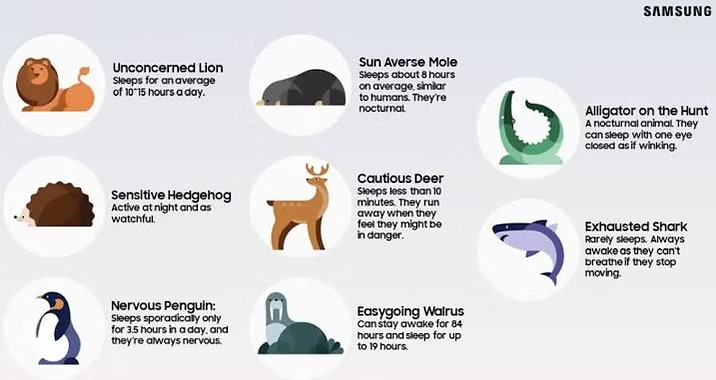 SAMSUNG
Unconcerned Lion
Sleeps for an average
of 10~15 hours a day.
Sensitive Hedgehog
Active at night and as
watchful.
Nervous Penguin:
Sleeps sporadically only
for 3.5 hours in a day, and
they're always nervous.
Sun Averse Mole
Sleeps about 8 hours
on average, similar
to humans. They're
nocturnal.
Cautious Deer
Sleeps less than 10
minutes. They run
away when they
feel they might be
in danger.
Easygoing Walrus
Can stay awake for 84
hours and sleep for up
to 19 hours.
Alligator on the Hunt
A nocturnal animal. They
can sleep with one eye
closed as if winking.
Exhausted Shark
Rarely sleeps. Always
awake as they can't
breathe if they stop
moving.